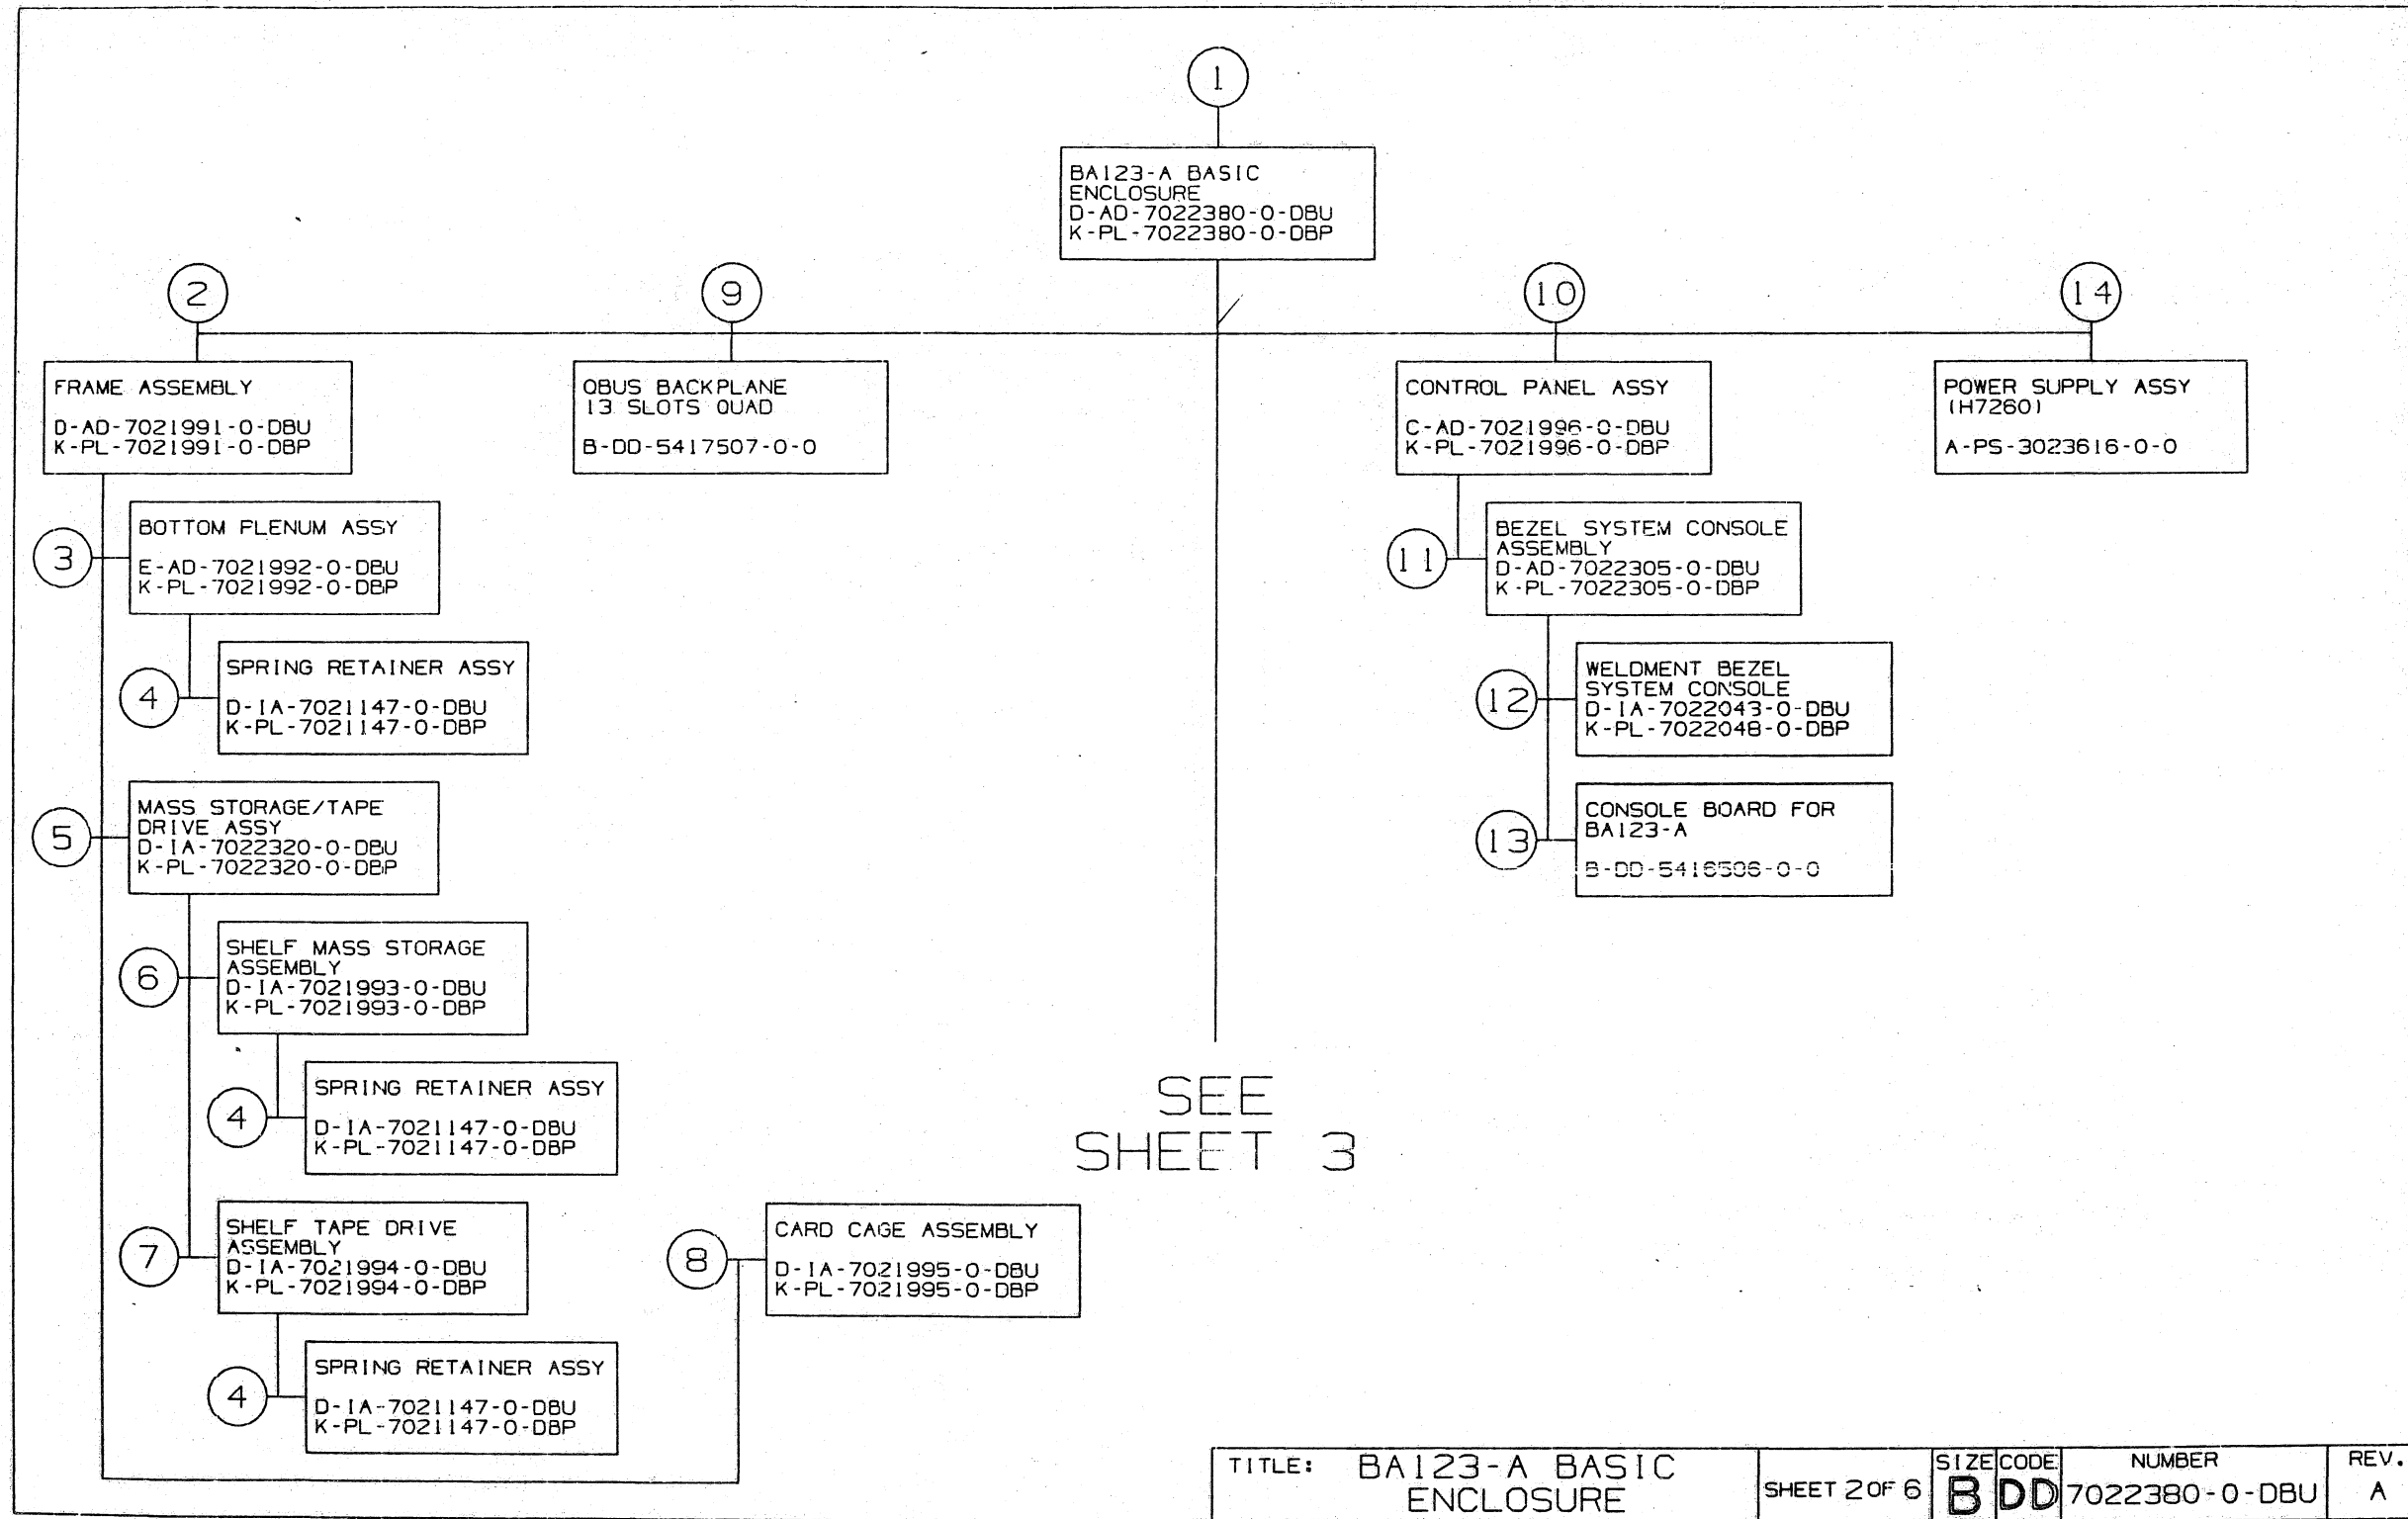 1
BA123-A BASIC
ENCLOSURE
D-AD-7022380-0-DBU
K-PL-7022380-0-DBP
2
FRAME ASSEMBLY
D-AD-7021991-0-DBU
K-PL-7021991-0-DBP
9
QBUS BACKPLANE
13 SLOTS QUAD
B-DD-5417507-0-0
10
CONTROL PANEL ASSY
C-AD-7021996-0-DBU
K-PL-7021996-0-DBP
14
POWER SUPPLY ASSY
(H7260)
A-PS-3023616-0-0
3
BOTTOM PLENUM ASSY
E-AD-7021992-0-DBU
K-PL-7021992-0-DBP
4
SPRING RETAINER ASSY
D-IA-7021147-0-DBU
K-PL-7021147-0-DBP
5
MASS STORAGE/TAPE
DRIVE ASSY
D-IA-7022320-0-DBU
K-PL-7022320-0-DBP
6
SHELF MASS STORAGE
ASSEMBLY
D-IA-7021993-0-DBU
K-PL-7021993-0-DBP
4
SPRING RETAINER ASSY
D-IA-7021147-0-DBU
K-PL-7021147-0-DBP
7
SHELF TAPE DRIVE
ASSEMBLY
D-IA-7021994-0-DBU
K-PL-7021994-0-DBP
4
SPRING RETAINER ASSY
D-IA-7021147-0-DBU
K-PL-7021147-0-DBP
8
CARD CAGE ASSEMBLY
D-IA-7021995-0-DBU
K-PL-7021995-0-DBP
11
BEZEL SYSTEM CONSOLE
ASSEMBLY
D-AD-7022305-0-DBU
K-PL-7022305-0-DBP
12
WELDMENT BEZEL
SYSTEM CONSOLE
D-IA-7022043-0-DBU
K-PL-7022048-0-DBP
13
CONSOLE BOARD FOR
BA123-A
SEE
SHEET 3
TITLE: BA123-A BASIC
ENCLOSURE
SHEET 2 OF 6
SIZE
B
CODE
DD
NUMBER
7022380-0-DBU
REV.
A